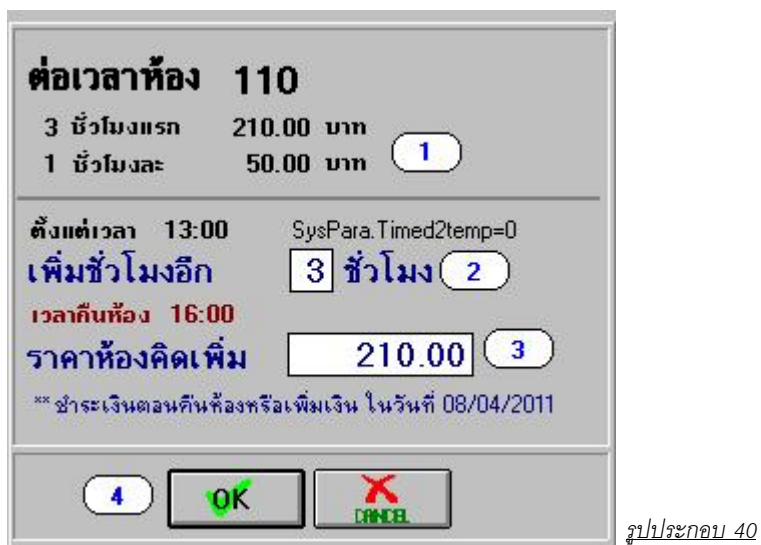 ต่อเวลาห้อง 110
3 ชั่วโมงแรก 210.00 บาท
1 ชั่วโมงละ 50.00 บาท 1
ตั้งแต่เวลา 13:00 SysPara.Timed2temp=0
เพิ่มชั่วโมงอีก 3 ชั่วโมง 2
เวลาคืนห้อง 16:00
ราคาห้องคิดเพิ่ม 210.00 3
** ชำระเงินตอนคืนห้องหรือเพิ่มเงิน ในวันที่ 08/04/2011
4 OK CANCEL
รูปประกอบ 40